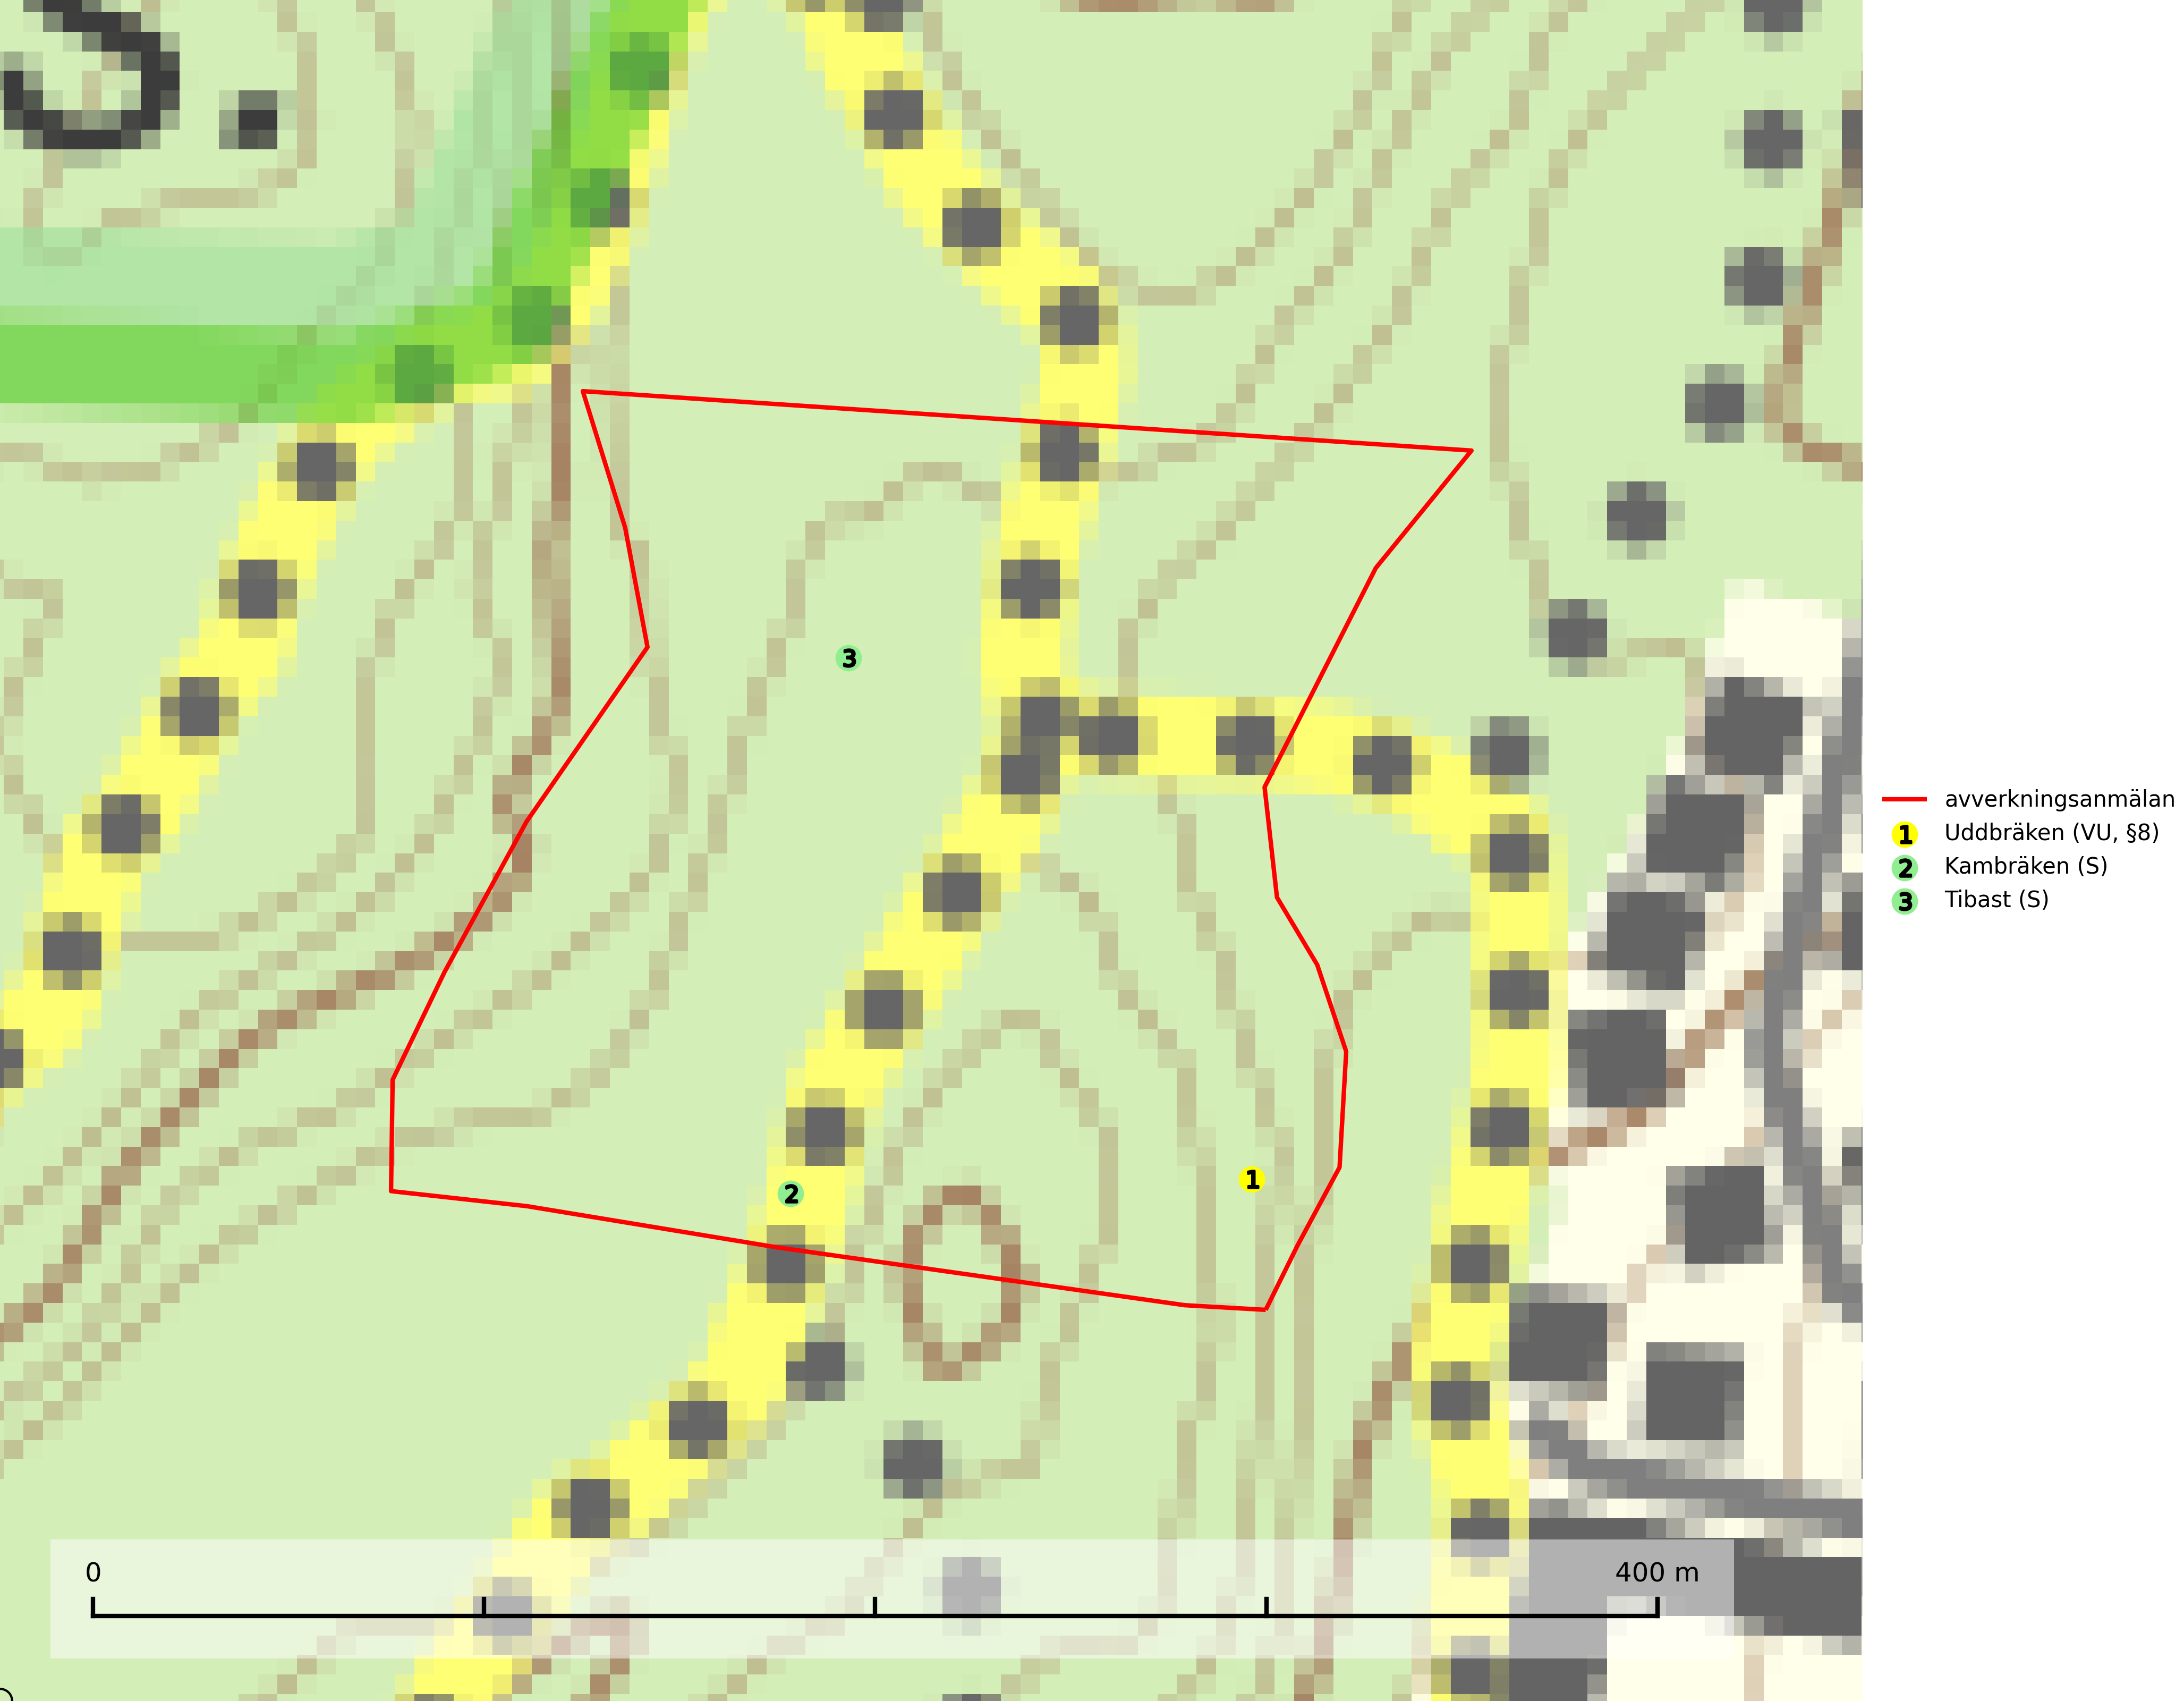 3
2
1
avverkningsanmälan
1 Uddbräken (VU, §8)
2 Kambräken (S)
3 Tibast (S)
0 400 m